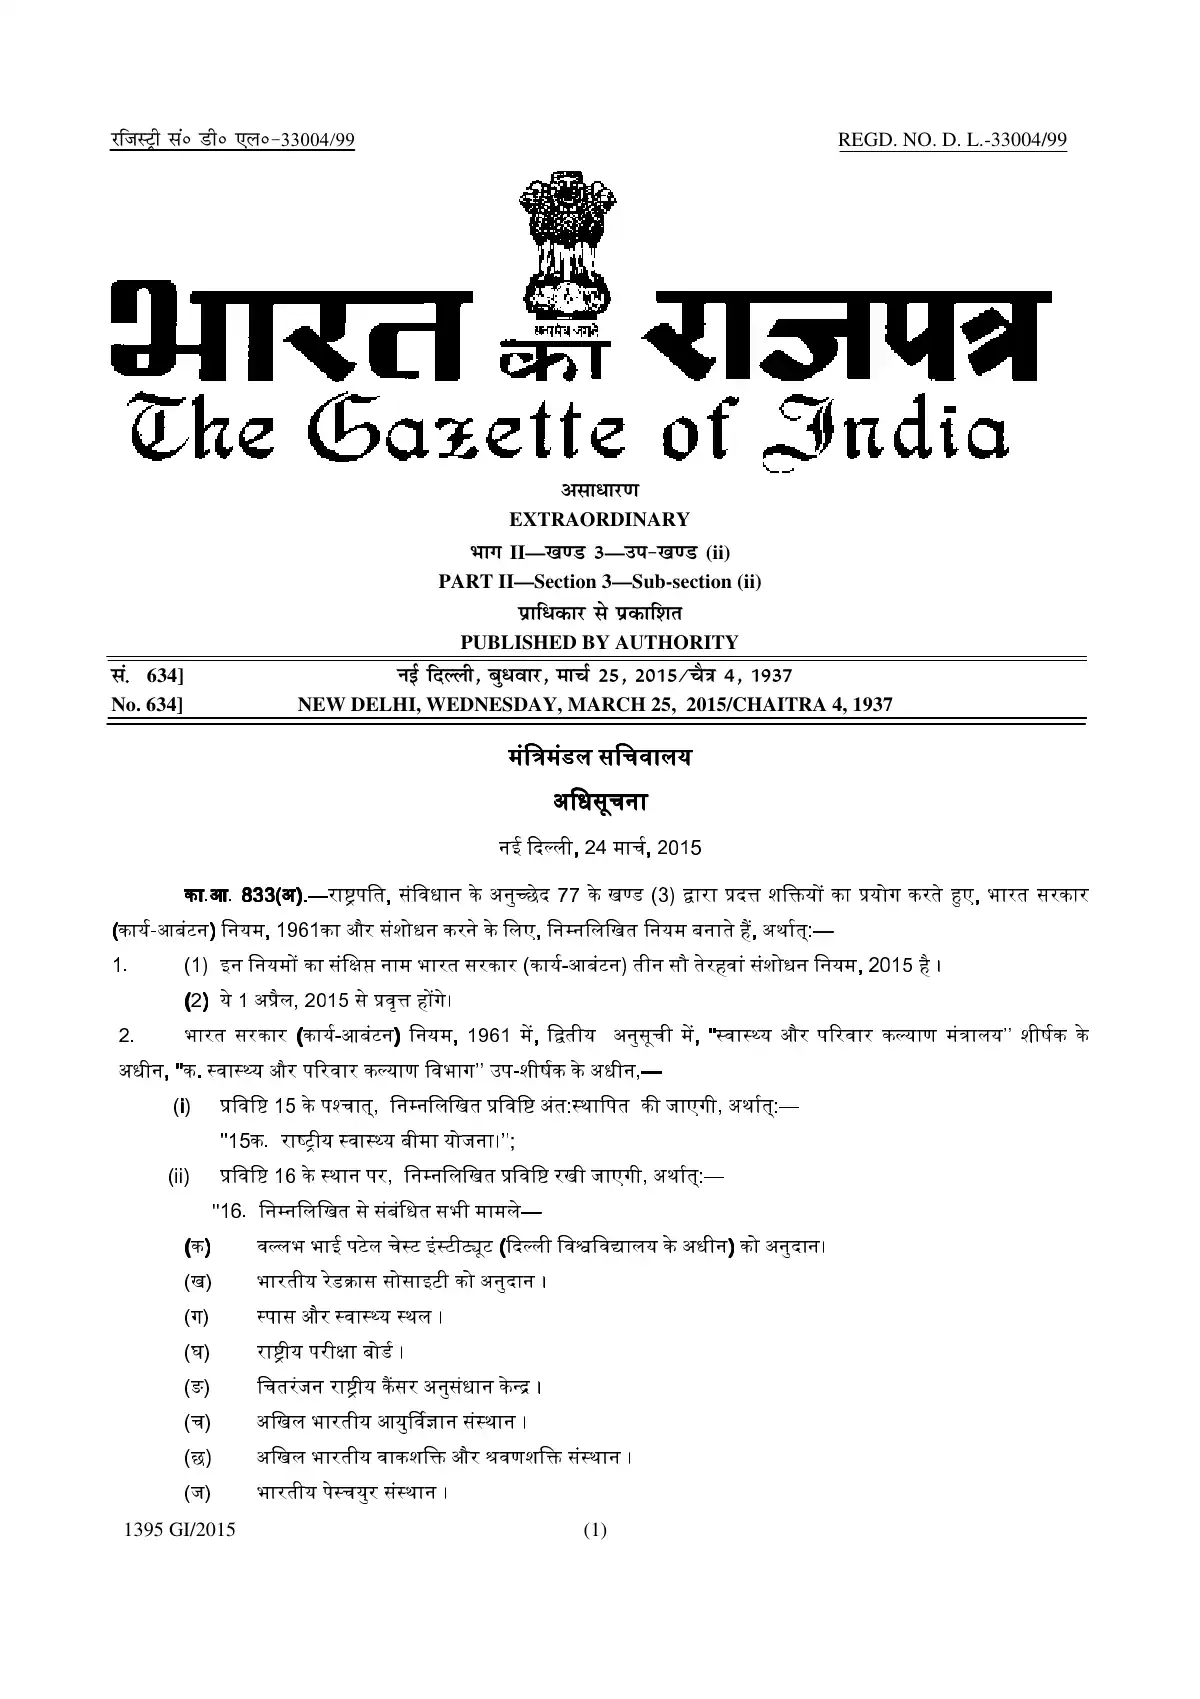 रजिस्ट्री सं० डी० एल०-33004/99
REGD. NO. D. L.-33004/99
सत्यमेव जयते
भारत का राजपत्र
The Gazette of India
असाधारण
EXTRAORDINARY
भाग II—खण्ड 3—उप-खण्ड (ii)
PART II—Section 3—Sub-section (ii)
प्राधिकार से प्रकाशित
PUBLISHED BY AUTHORITY
सं. 634] नई दिल्ली, बुधवार, मार्च 25, 2015/चैत्र 4, 1937
No. 634] NEW DELHI, WEDNESDAY, MARCH 25, 2015/CHAITRA 4, 1937
मंत्रिमंडल सचिवालय
अधिसूचना
नई दिल्ली, 24 मार्च, 2015
का.आ. 833(अ).—राष्ट्रपति, संविधान के अनुच्छेद 77 के खण्ड (3) द्वारा प्रदत्त शक्तियों का प्रयोग करते हुए, भारत सरकार
(कार्य-आबंटन) नियम, 1961का और संशोधन करने के लिए, निम्नलिखित नियम बनाते हैं, अर्थात्:—
1. (1) इन नियमों का संक्षिप्त नाम भारत सरकार (कार्य-आबंटन) तीन सौ तेरहवां संशोधन नियम, 2015 है ।
(2) ये 1 अप्रैल, 2015 से प्रवृत्त होंगे।
2. भारत सरकार (कार्य-आबंटन) नियम, 1961 में, द्वितीय अनुसूची में, "स्वास्थ्य और परिवार कल्याण मंत्रालय’’ शीर्षक के
अधीन, "क. स्वास्थ्य और परिवार कल्याण विभाग’’ उप-शीर्षक के अधीन,—
(i) प्रविष्टि 15 के पश्चात्, निम्नलिखित प्रविष्टि अंत:स्थापित की जाएगी, अर्थात्:—
"15क. राष्ट्रीय स्वास्थ्य बीमा योजना।’’;
(ii) प्रविष्टि 16 के स्थान पर, निम्नलिखित प्रविष्टि रखी जाएगी, अर्थात्:—
"16. निम्नलिखित से संबंधित सभी मामले—
(क) वल्लभ भाई पटेल चेस्ट इंस्टीट्यूट (दिल्ली विश्वविद्यालय के अधीन) को अनुदान।
(ख) भारतीय रेडक्रास सोसाइटी को अनुदान ।
(ग) स्पास और स्वास्थ्य स्थल ।
(घ) राष्ट्रीय परीक्षा बोर्ड ।
(ङ) चितरंजन राष्ट्रीय कैंसर अनुसंधान केन्द्र ।
(च) अखिल भारतीय आयुर्विज्ञान संस्थान ।
(छ) अखिल भारतीय वाकशक्ति और श्रवणशक्ति संस्थान ।
(ज) भारतीय पेस्चयुर संस्थान ।
1395 GI/2015 (1)